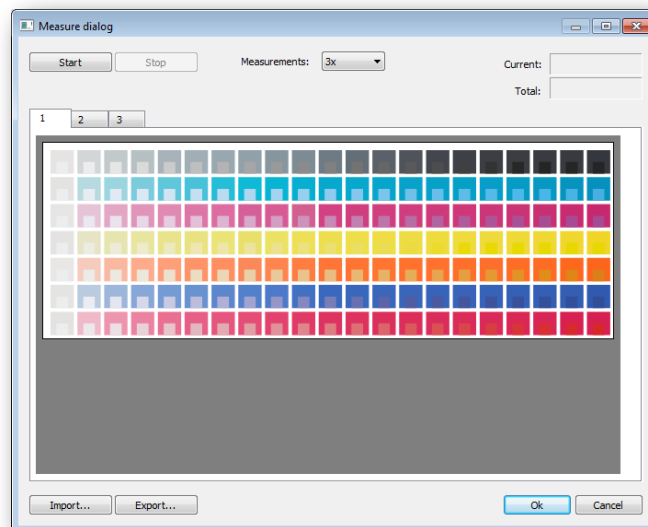 Measure dialog
Start Stop Measurements: 3x Current:
Total:
1 2 3
Import... Export... Ok Cancel